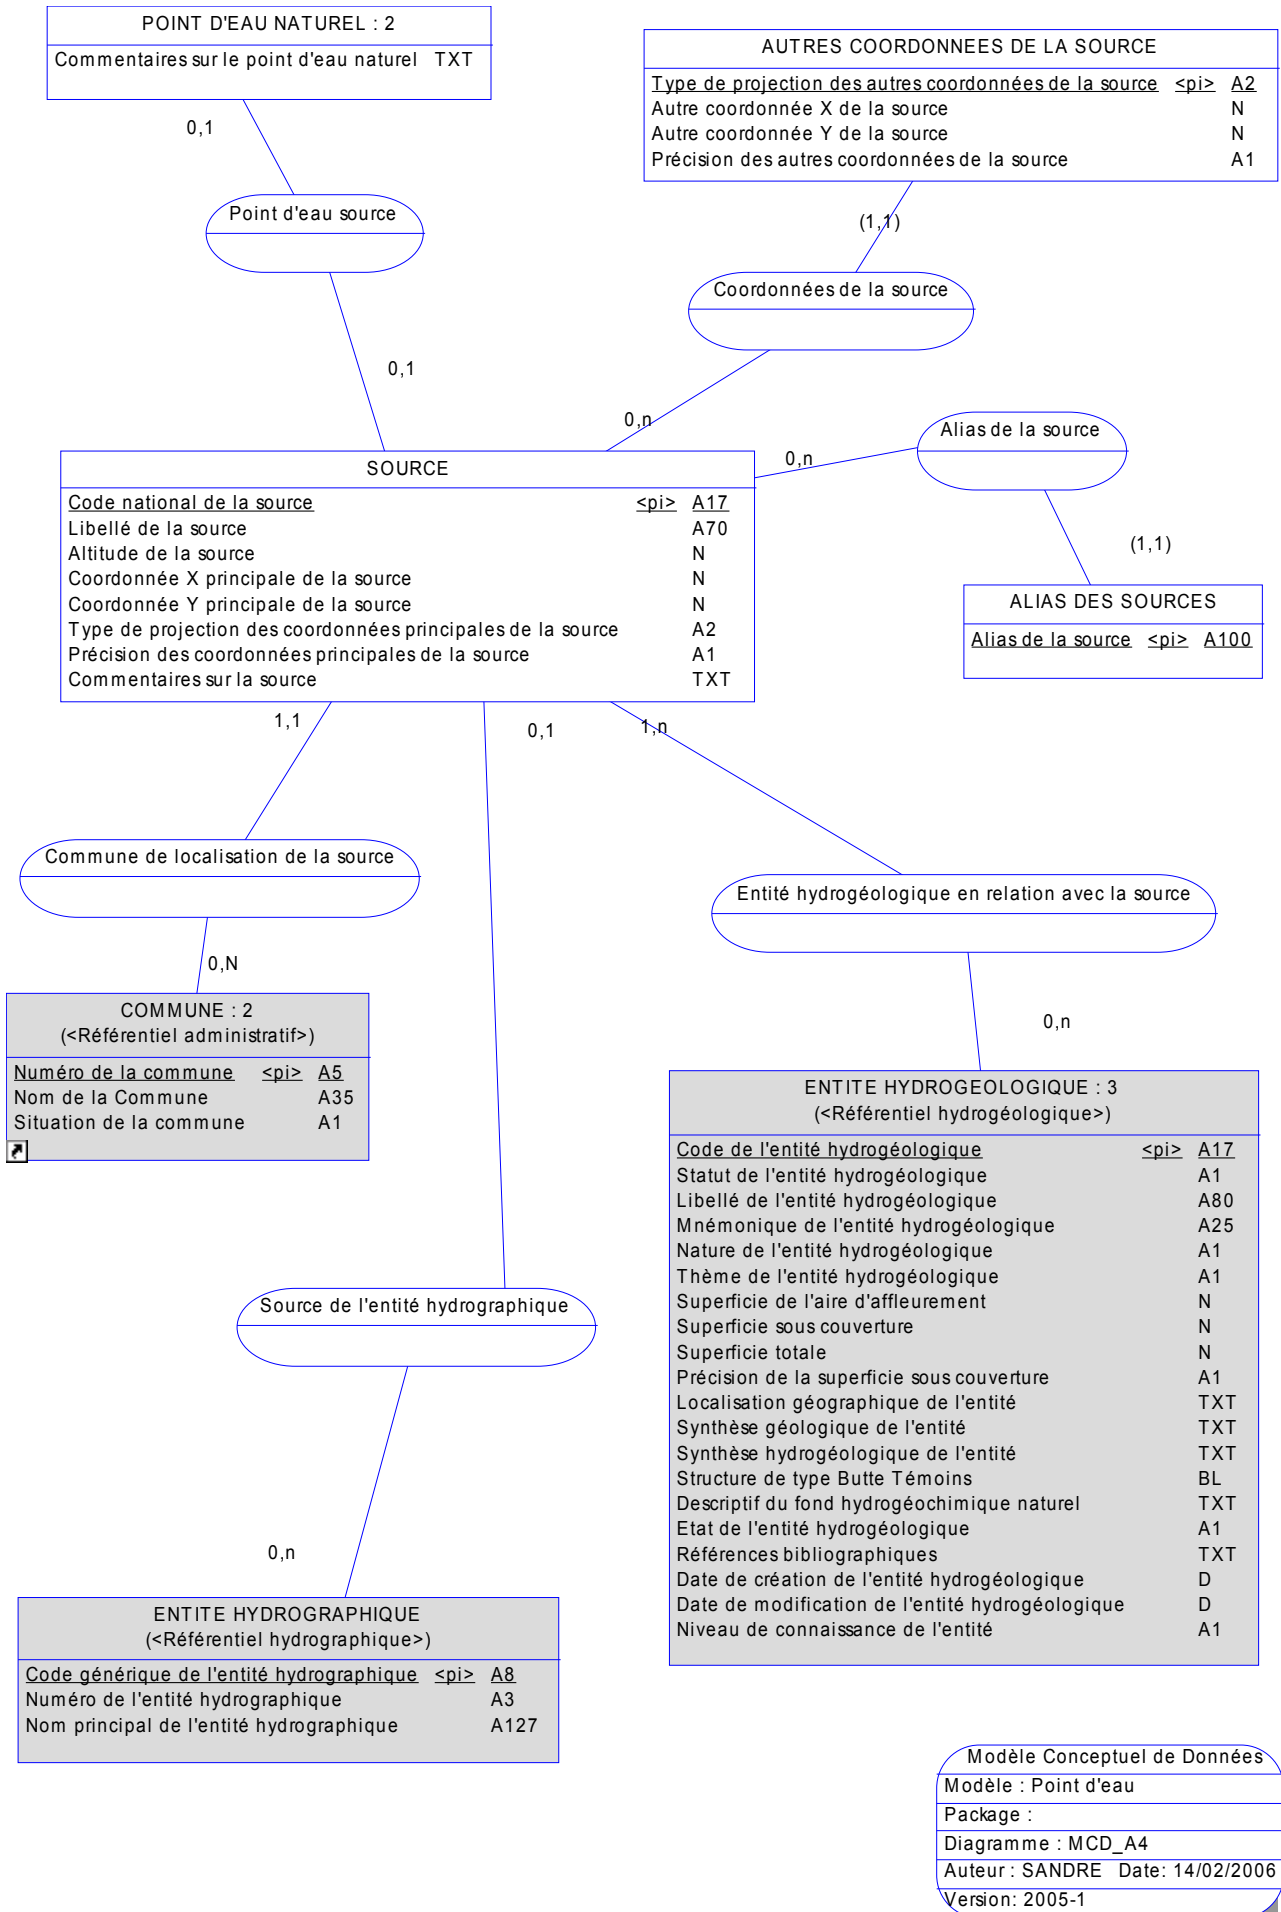 POINT D'EAU NATUREL : 2
Commentaires sur le point d'eau naturel TXT
AUTRES COORDONNEES DE LA SOURCE
Type de projection des autres coordonnées de la source <pi> A2
Autre coordonnée X de la source N
Autre coordonnée Y de la source N
Précision des autres coordonnées de la source A1
0,1
Point d'eau source
(1,1)
Coordonnées de la source
0,1
0,n
Alias de la source
0,n
(1,1)
SOURCE
Code national de la source <pi> A17
Libellé de la source A70
Altitude de la source N
Coordonnée X principale de la source N
Coordonnée Y principale de la source N
Type de projection des coordonnées principales de la source A2
Précision des coordonnées principales de la source A1
Commentaires sur la source TXT
ALIAS DES SOURCES
Alias de la source <pi> A100
1,1
0,1
1,n
Commune de localisation de la source
Entité hydrogéologique en relation avec la source
0,N
0,n
COMMUNE : 2
(<Référentiel administratif>)
Numéro de la commune <pi> A5
Nom de la Commune A35
Situation de la commune A1
ENTITE HYDROGEOLOGIQUE : 3
(<Référentiel hydrogéologique>)
Code de l'entité hydrogéologique <pi> A17
Statut de l'entité hydrogéologique A1
Libellé de l'entité hydrogéologique A80
Mnémonique de l'entité hydrogéologique A25
Nature de l'entité hydrogéologique A1
Thème de l'entité hydrogéologique A1
Superficie de l'aire d'affleurement N
Superficie sous couverture N
Superficie totale N
Précision de la superficie sous couverture A1
Localisation géographique de l'entité TXT
Synthèse géologique de l'entité TXT
Synthèse hydrogéologique de l'entité TXT
Structure de type Butte Témoins BL
Descriptif du fond hydrogéochimique naturel TXT
Etat de l'entité hydrogéologique A1
Références bibliographiques TXT
Date de création de l'entité hydrogéologique D
Date de modification de l'entité hydrogéologique D
Niveau de connaissance de l'entité A1
Source de l'entité hydrographique
0,n
ENTITE HYDROGRAPHIQUE
(<Référentiel hydrographique>)
Code générique de l'entité hydrographique <pi> A8
Numéro de l'entité hydrographique A3
Nom principal de l'entité hydrographique A127
Modèle Conceptuel de Données
Modèle : Point d'eau
Package :
Diagramme : MCD_A4
Auteur : SANDRE Date: 14/02/2006
Version: 2005-1